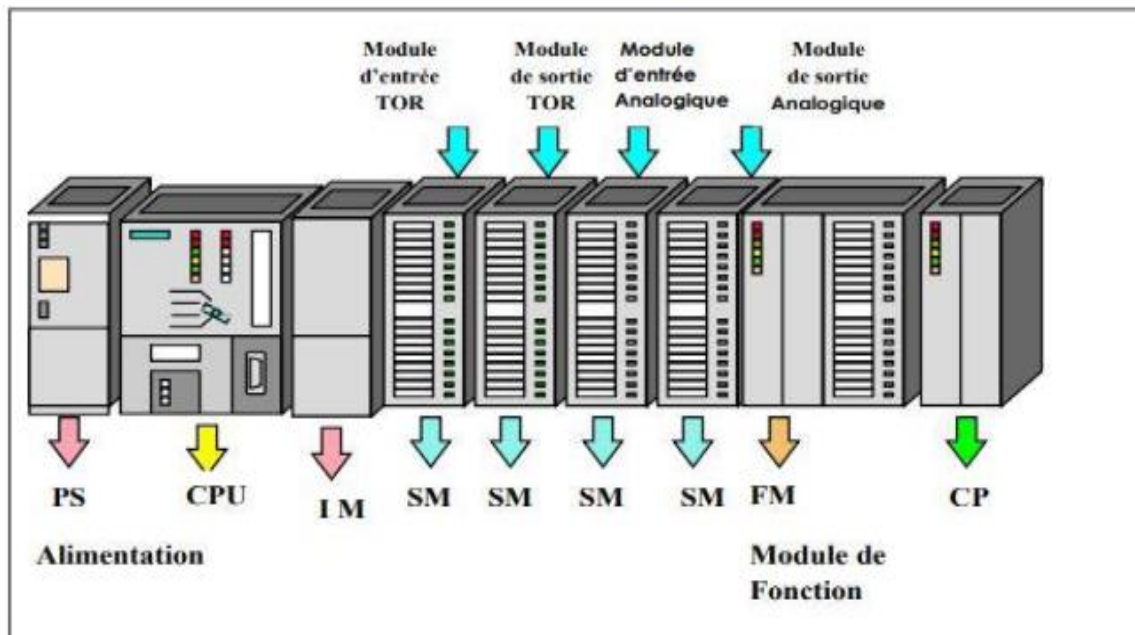 Module
d'entrée
TOR
Module
de sortie
TOR
Module
d'entrée
Analogique
Module
de sortie
Analogique
PS
CPU
I M
SM
SM
SM
SM
FM
CP
Alimentation
Module de
Fonction